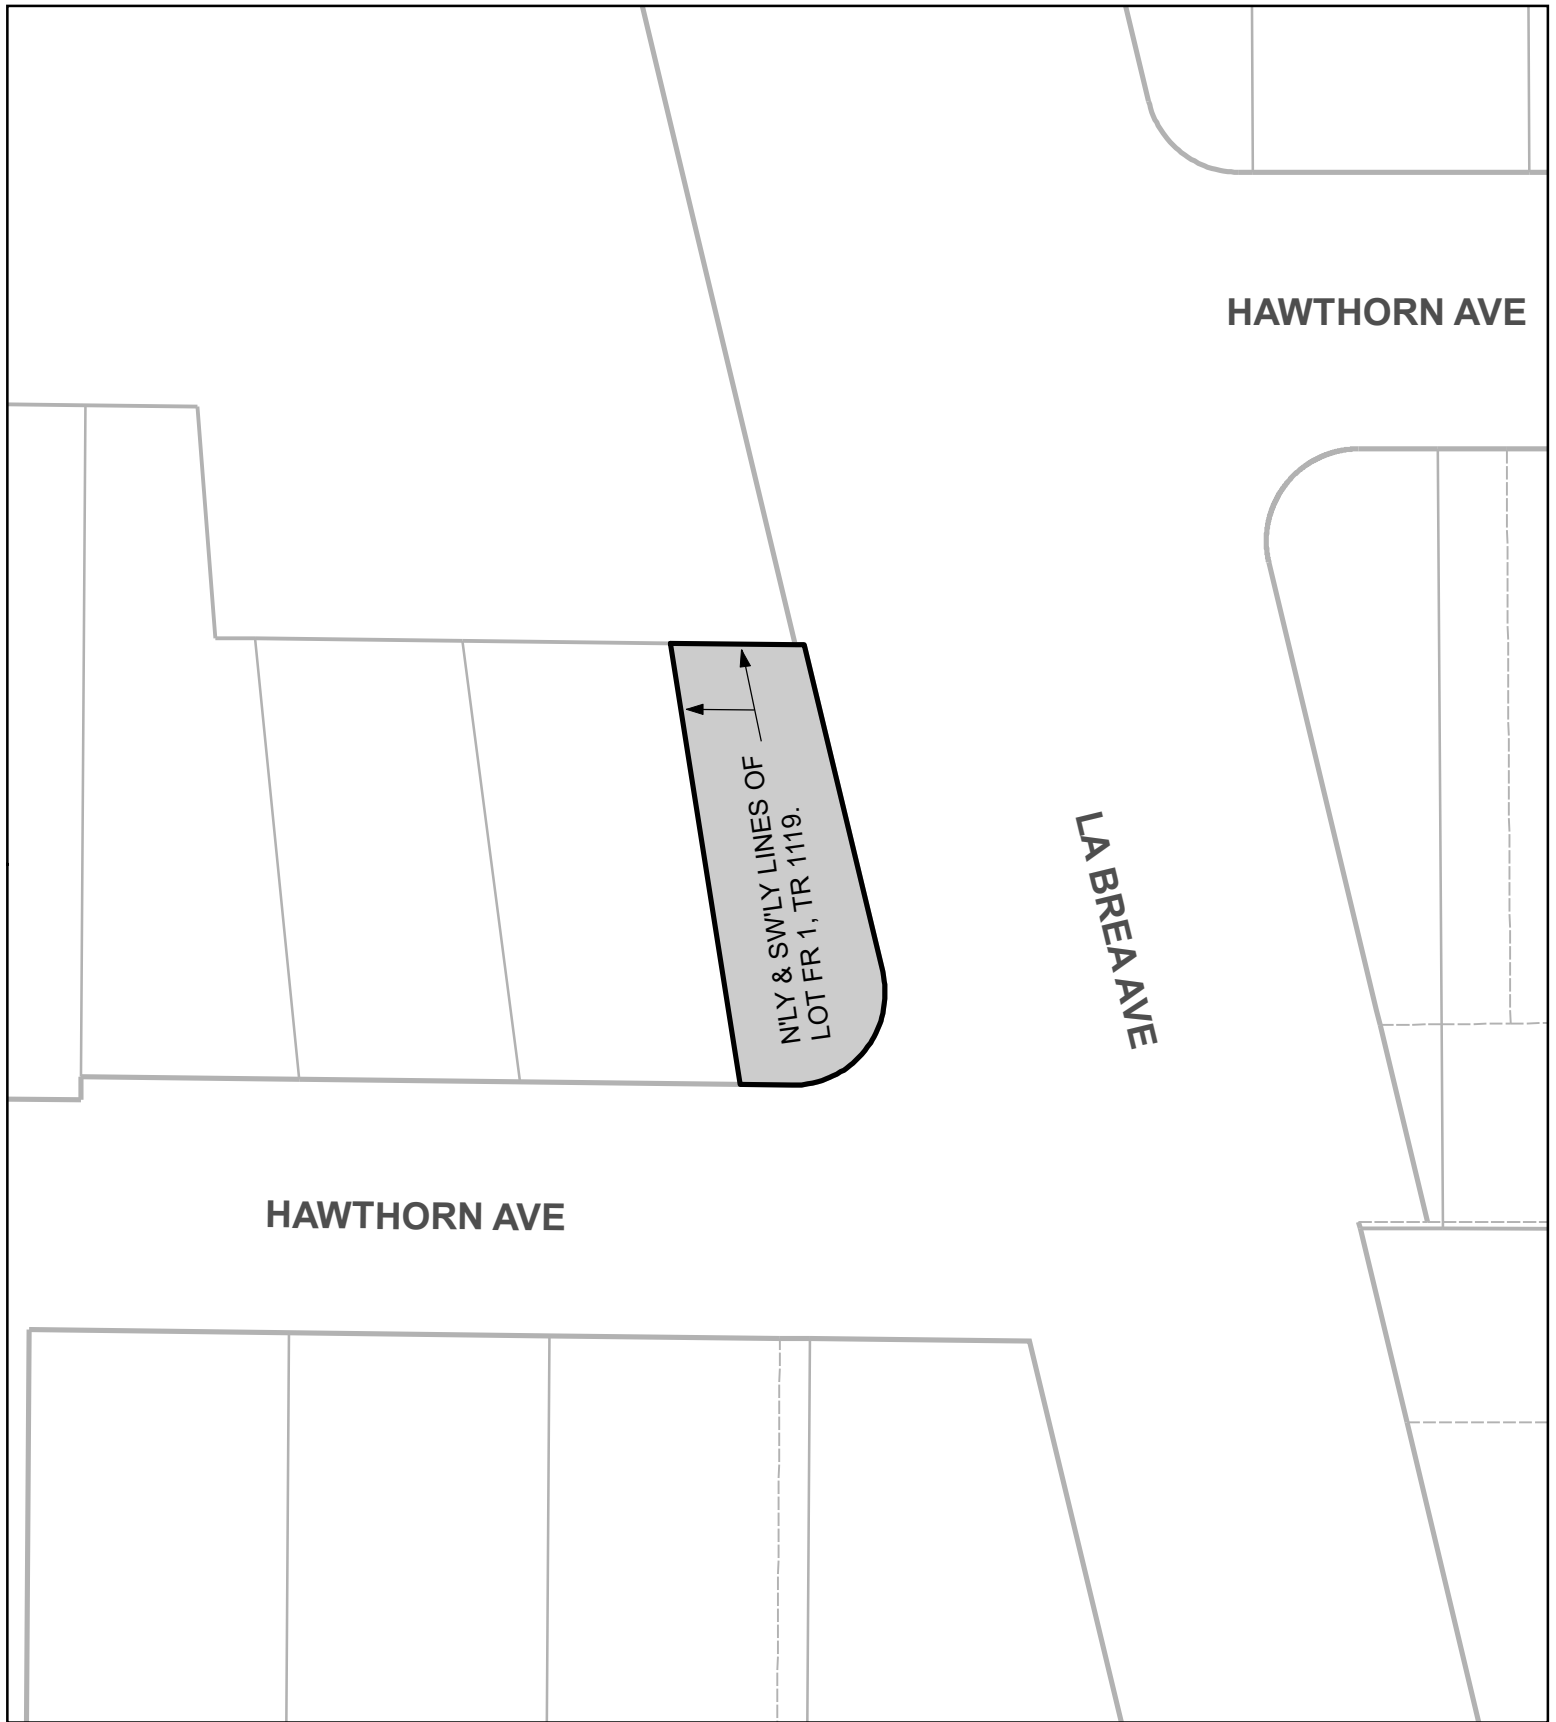 HAWTHORN AVE
N'LY & SW'LY LINES OF
LOT FR 1, TR 1119.
LA BREA AVE
HAWTHORN AVE